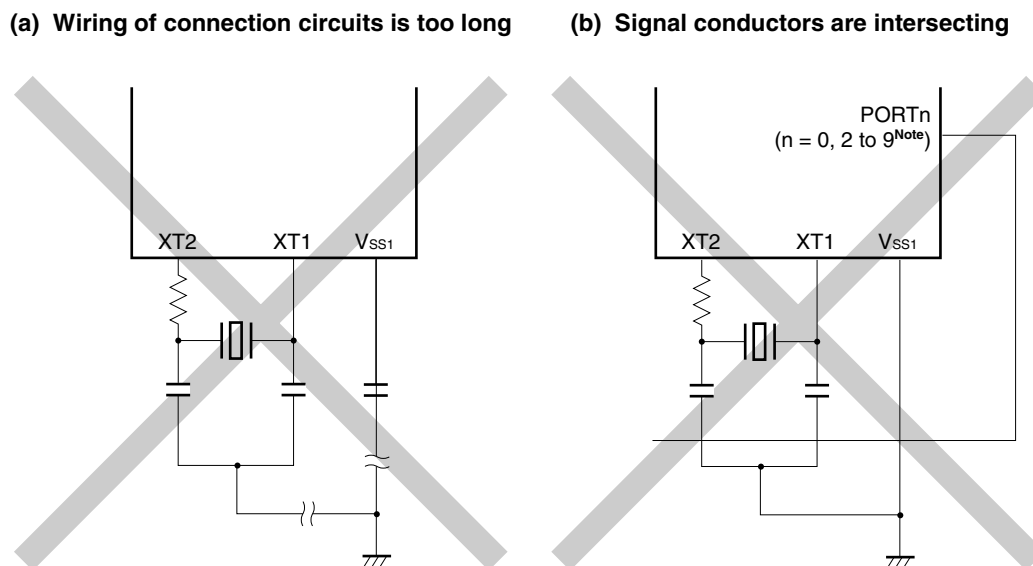 (a) Wiring of connection circuits is too long
(b) Signal conductors are intersecting
XT2 XT1 VSS1
PORTn
(n = 0, 2 to 9Note)
XT2 XT1 VSS1